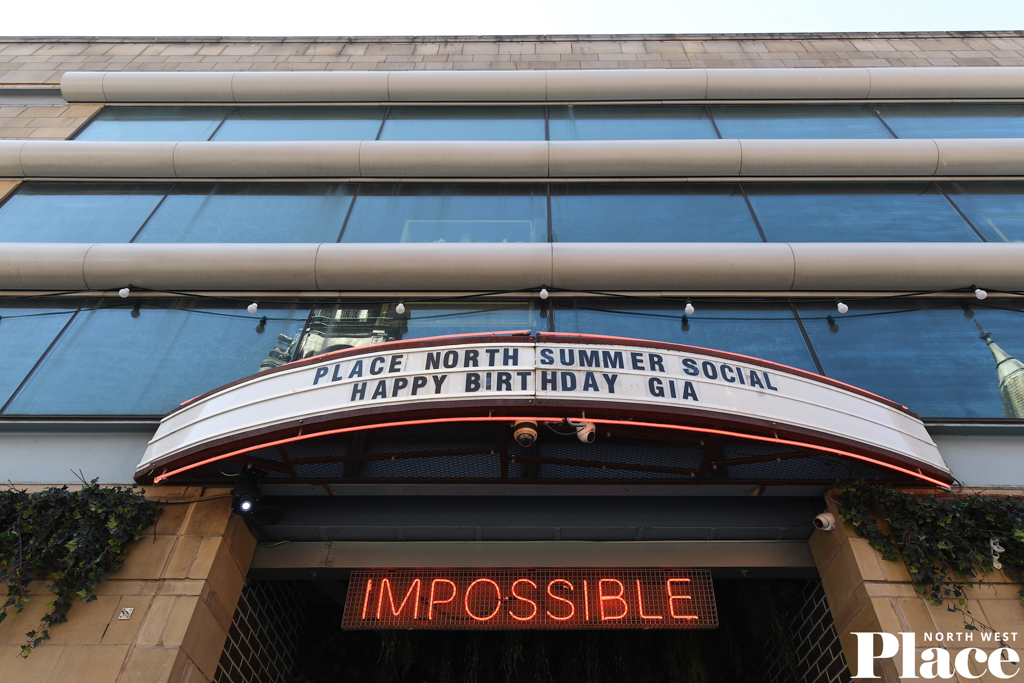 PLACE NORTH SUMMER SOCIAL
HAPPY BIRTHDAY GIA
IMPOSSIBLE
NORTH WEST
Place